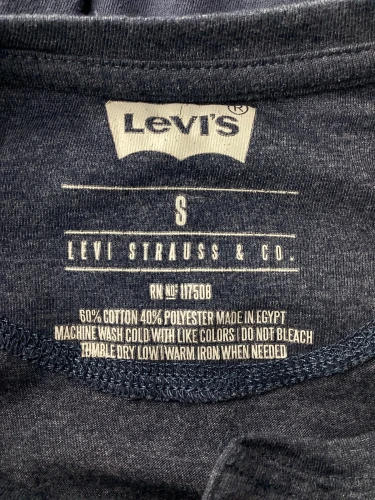 Levi's ®
S
LEVI STRAUSS & CO.
RN NO: 117508
60% COTTON 40% POLYESTER MADE IN EGYPT
MACHINE WASH COLD WITH LIKE COLORS | DO NOT BLEACH
TUMBLE DRY LOW | WARM IRON WHEN NEEDED